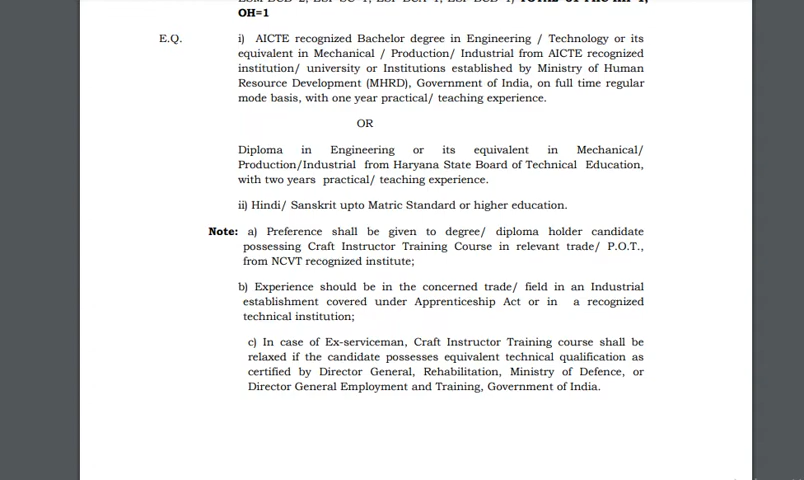 OH=1
E.Q. i) AICTE recognized Bachelor degree in Engineering / Technology or its
equivalent in Mechanical / Production/ Industrial from AICTE recognized
institution/ university or Institutions established by Ministry of Human
Resource Development (MHRD), Government of India, on full time regular
mode basis, with one year practical/ teaching experience.
OR
Diploma in Engineering or its equivalent in Mechanical/
Production/Industrial from Haryana State Board of Technical Education,
with two years practical/ teaching experience.
ii) Hindi/ Sanskrit upto Matric Standard or higher education.
Note: a) Preference shall be given to degree/ diploma holder candidate
possessing Craft Instructor Training Course in relevant trade/ P.O.T.,
from NCVT recognized institute;
b) Experience should be in the concerned trade/ field in an Industrial
establishment covered under Apprenticeship Act or in a recognized
technical institution;
c) In case of Ex-serviceman, Craft Instructor Training course shall be
relaxed if the candidate possesses equivalent technical qualification as
certified by Director General, Rehabilitation, Ministry of Defence, or
Director General Employment and Training, Government of India.